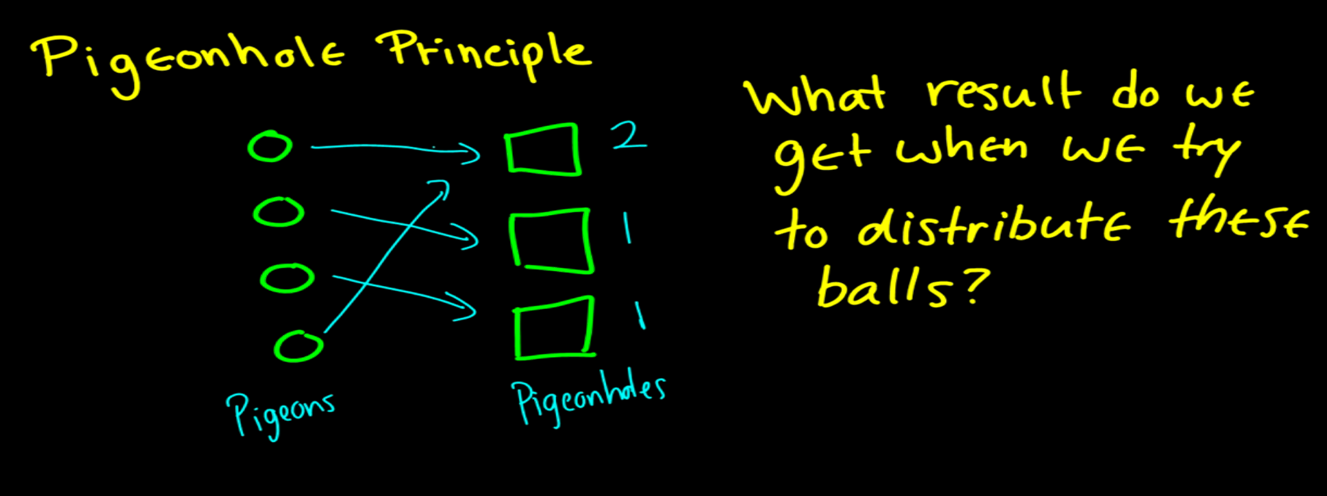 Pigeonhole Principle
What result do we
get when we try
to distribute these
balls?
2
1
1
Pigeons
Pigeonholes